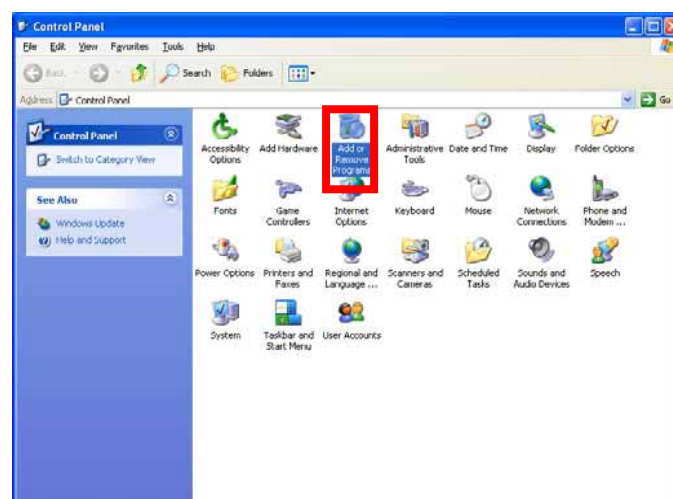 Control Panel
File Edit View Favorites Tools Help
Back Search Folders
Address Control Panel Go
Control Panel
Switch to Category View
See Also
Windows Update
Help and Support
Accessibility Options
Add Hardware
Add or Remove Programs
Administrative Tools
Date and Time
Display
Folder Options
Fonts
Game Controllers
Internet Options
Keyboard
Mouse
Network Connections
Phone and Modem ...
Power Options
Printers and Faxes
Regional and Language ...
Scanners and Cameras
Scheduled Tasks
Sounds and Audio Devices
Speech
System
Taskbar and Start Menu
User Accounts